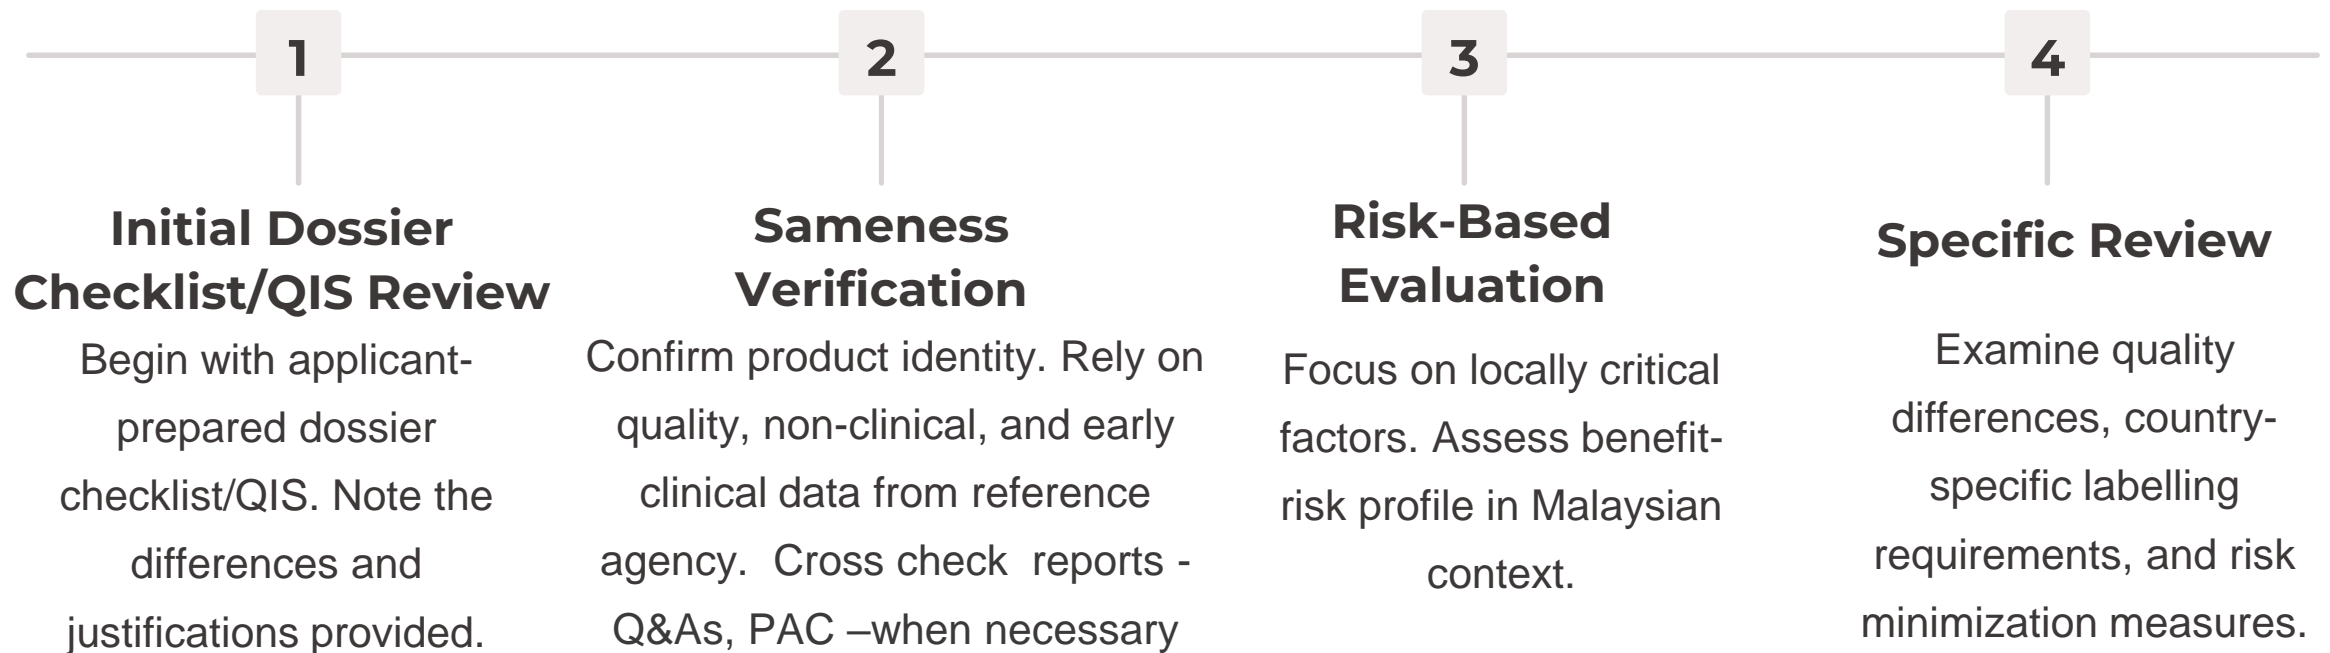 1
Initial Dossier
Checklist/QIS Review
Begin with applicant-
prepared dossier
checklist/QIS. Note the
differences and
justifications provided.
2
Sameness
Verification
Confirm product identity. Rely on
quality, non-clinical, and early
clinical data from reference
agency.  Cross check  reports -
Q&As, PAC –when necessary
3
Risk-Based
Evaluation
Focus on locally critical
factors. Assess benefit-
risk profile in Malaysian
context.
4
Specific Review
Examine quality
differences, country-
specific labelling
requirements, and risk
minimization measures.